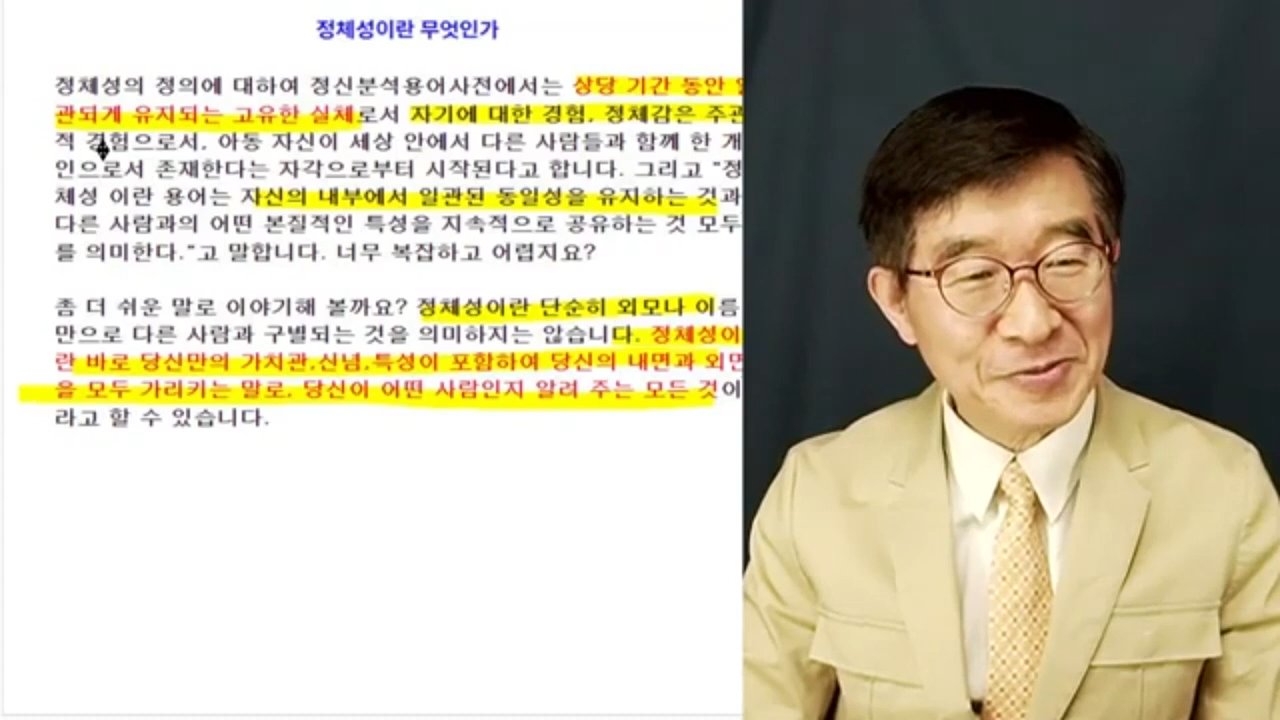 정체성이란 무엇인가
정체성의 정의에 대하여 정신분석용어사전에서는 상당 기간 동안
관되게 유지되는 고유한 실체로서 자기에 대한 경험, 정체감은 주관
적 경험으로서, 아동 자신이 세상 안에서 다른 사람들과 함께 한 개
인으로서 존재한다는 자각으로부터 시작된다고 합니다. 그리고 "정
체성 이란 용어는 자신의 내부에서 일관된 동일성을 유지하는 것과
다른 사람과의 어떤 본질적인 특성을 지속적으로 공유하는 것 모두
를 의미한다."고 말합니다. 너무 복잡하고 어렵지요?
좀 더 쉬운 말로 이야기해 볼까요? 정체성이란 단순히 외모나 이름
만으로 다른 사람과 구별되는 것을 의미하지는 않습니다. 정체성이
란 바로 당신만의 가치관,신념,특성이 포함하여 당신의 내면과 외면
을 모두 가리키는 말로, 당신이 어떤 사람인지 알려 주는 모든 것이
라고 할 수 있습니다.